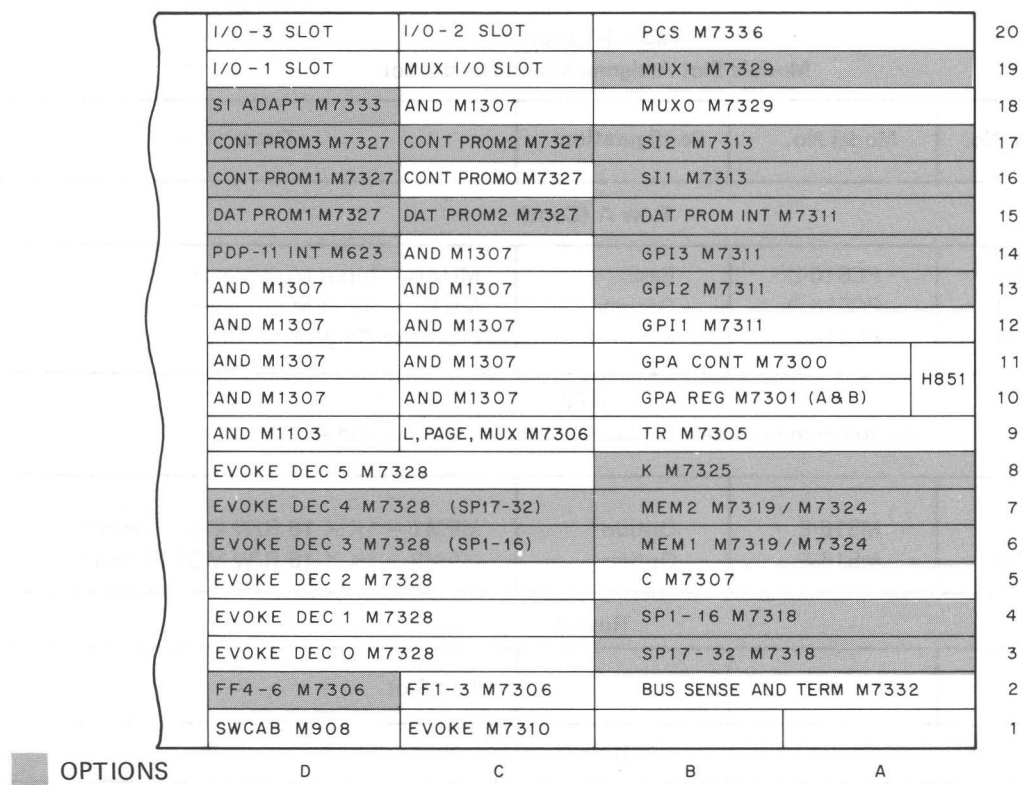 I/O-3 SLOT I/O-2 SLOT PCS M7336 20
I/O-1 SLOT MUX I/O SLOT MUX1 M7329 19
SI ADAPT M7333 AND M1307 MUXO M7329 18
CONT PROM3 M7327 CONT PROM2 M7327 SI2 M7313 17
CONT PROM1 M7327 CONT PROMO M7327 SI1 M7313 16
DAT PROM1 M7327 DAT PROM2 M7327 DAT PROM INT M7311 15
PDP-11 INT M623 AND M1307 GPI3 M7311 14
AND M1307 AND M1307 GPI2 M7311 13
AND M1307 AND M1307 GPI1 M7311 12
AND M1307 AND M1307 GPA CONT M7300 11
H851
AND M1307 AND M1307 GPA REG M7301 (A&B) 10
AND M1103 L, PAGE, MUX M7306 TR M7305 9
EVOKE DEC 5 M7328 K M7325 8
EVOKE DEC 4 M7328 (SP17-32) MEM2 M7319/M7324 7
EVOKE DEC 3 M7328 (SP1-16) MEM1 M7319/M7324 6
EVOKE DEC 2 M7328 C M7307 5
EVOKE DEC 1 M7328 SP1-16 M7318 4
EVOKE DEC O M7328 SP17-32 M7318 3
FF4-6 M7306 FF1-3 M7306 BUS SENSE AND TERM M7332 2
SWCAB M908 EVOKE M7310 1
OPTIONS D C B A